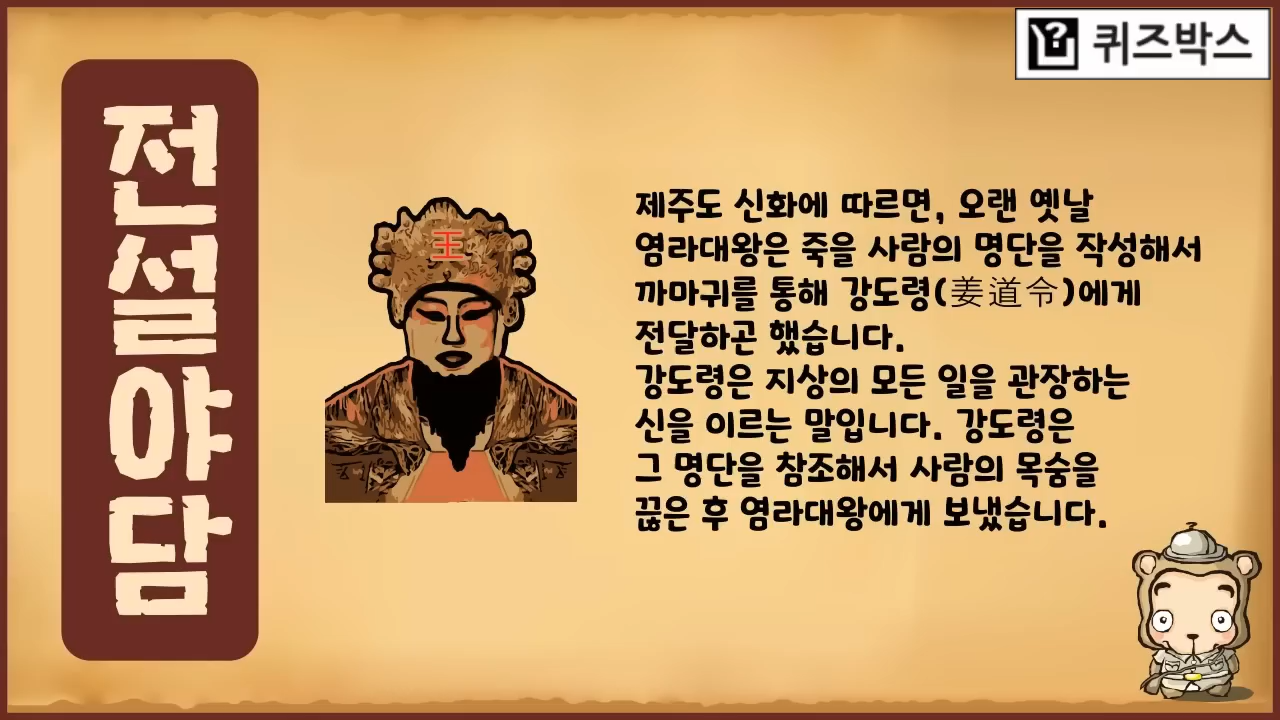 퀴즈박스
전설야담
王
제주도 신화에 따르면, 오랜 옛날
염라대왕은 죽을 사람의 명단을 작성해서
까마귀를 통해 강도령(姜道令)에게
전달하곤 했습니다.
강도령은 지상의 모든 일을 관장하는
신을 이르는 말입니다. 강도령은
그 명단을 참조해서 사람의 목숨을
끊은 후 염라대왕에게 보냈습니다.